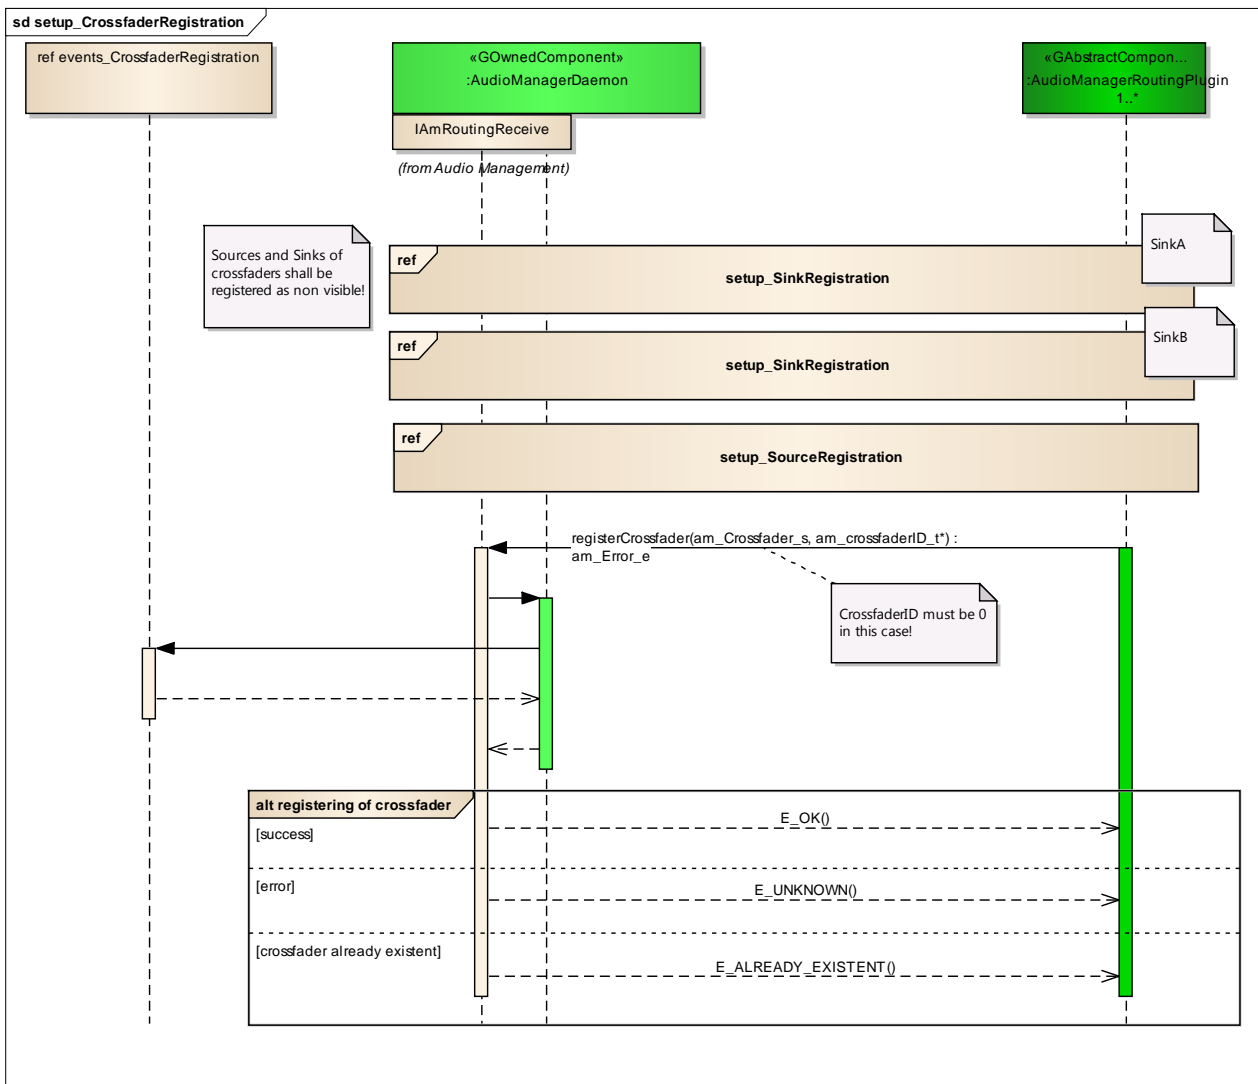 sd setup_CrossfaderRegistration
ref events_CrossfaderRegistration
«GOwnedComponent»
:AudioManagerDaemon
«GAbstractCompon...
:AudioManagerRoutingPlugin
1..*
IAmRoutingReceive
(from Audio Management)
Sources and Sinks of
crossfaders shall be
registered as non visible!
ref
setup_SinkRegistration
SinkA
ref
setup_SinkRegistration
SinkB
ref
setup_SourceRegistration
registerCrossfader(am_Crossfader_s, am_crossfaderID_t*) :
am_Error_e
CrossfaderID must be 0
in this case!
alt registering of crossfader
[success]
E_OK()
[error]
E_UNKNOWN()
[crossfader already existent]
E_ALREADY_EXISTENT()